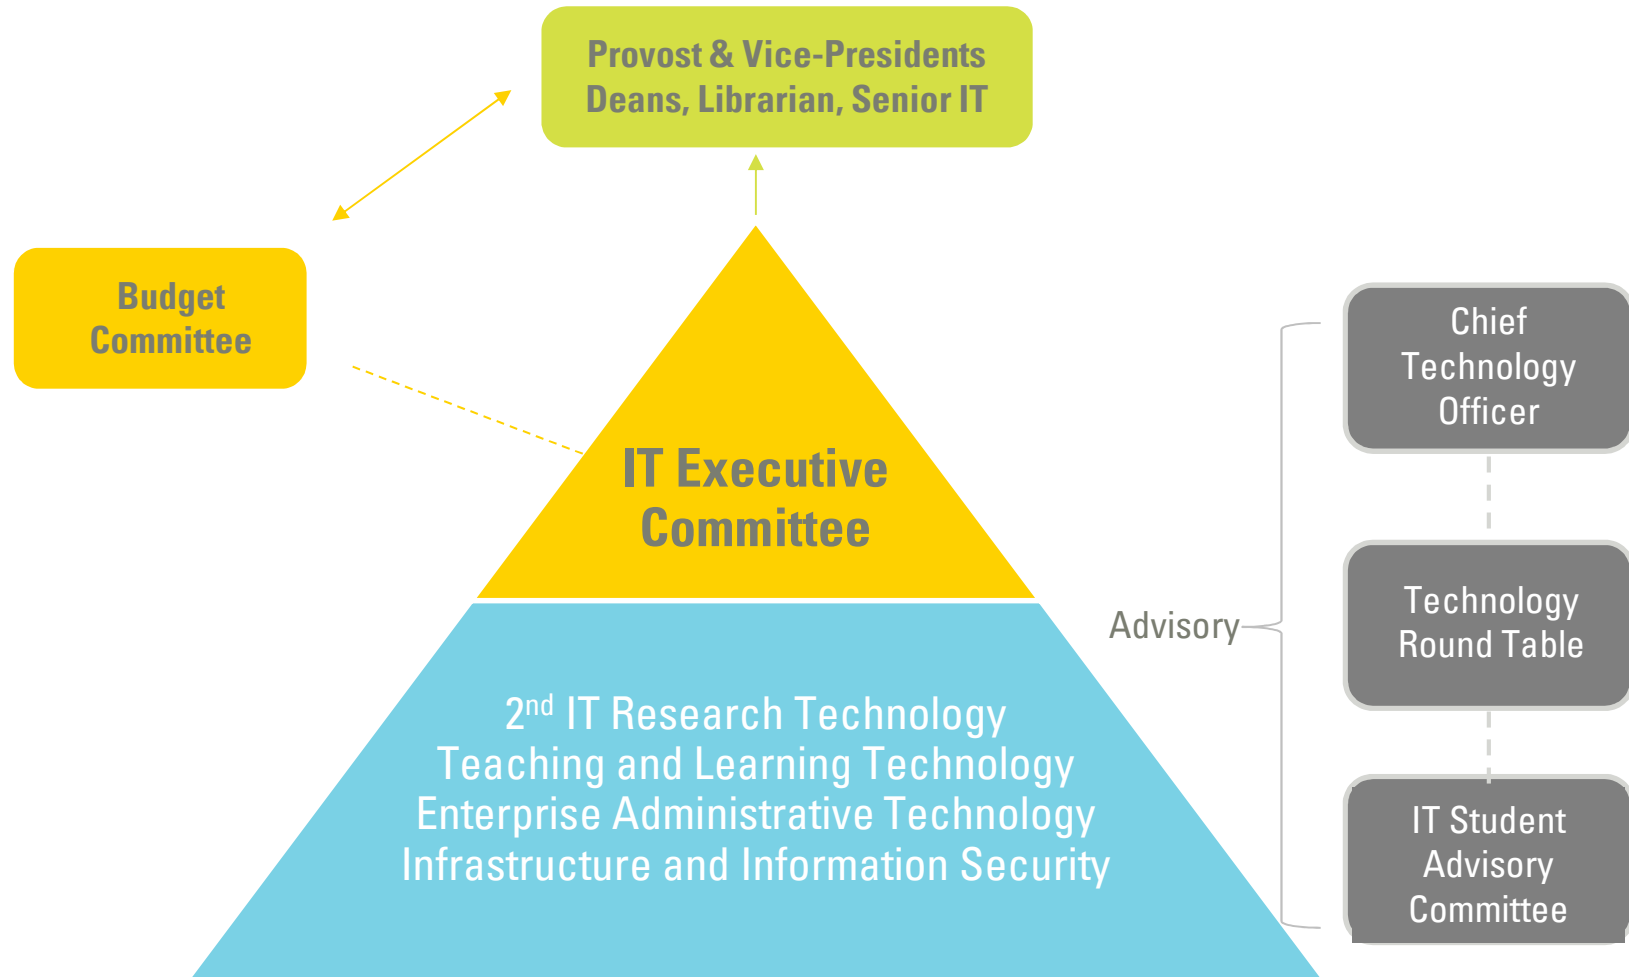 Provost & Vice-Presidents
Deans, Librarian, Senior IT
Budget
Committee
IT Executive
Committee
2nd IT Research Technology
Teaching and Learning Technology
Enterprise Administrative Technology
Infrastructure and Information Security
Advisory
Chief
Technology
Officer
Technology
Round Table
IT Student
Advisory
Committee